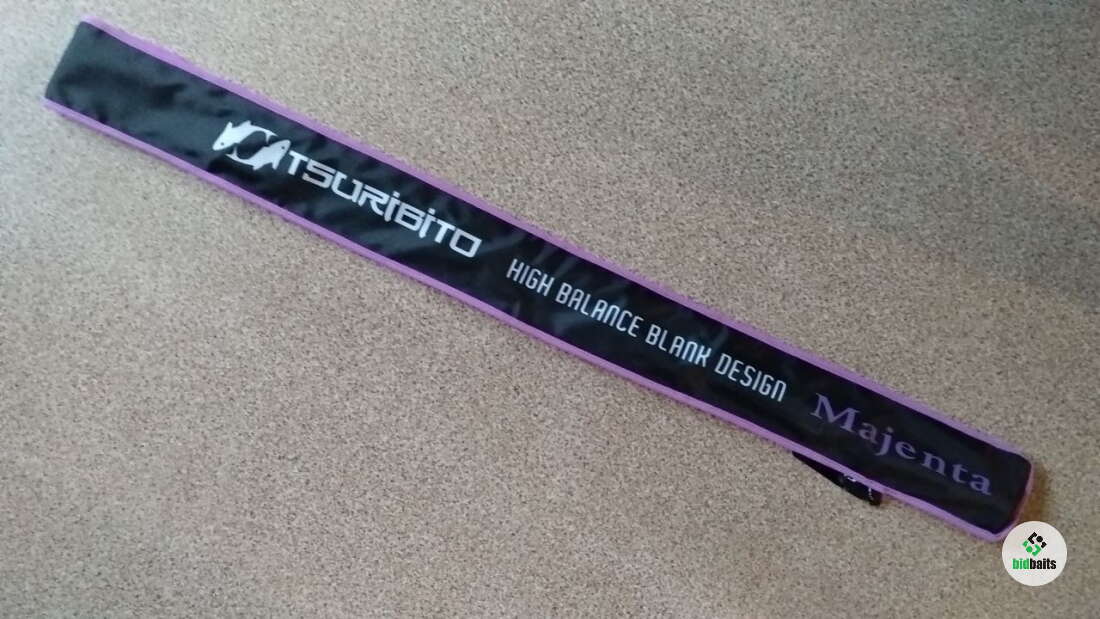 TSURIBITO
HIGH BALANCE BLANK DESIGN
Majenta
bidbaits